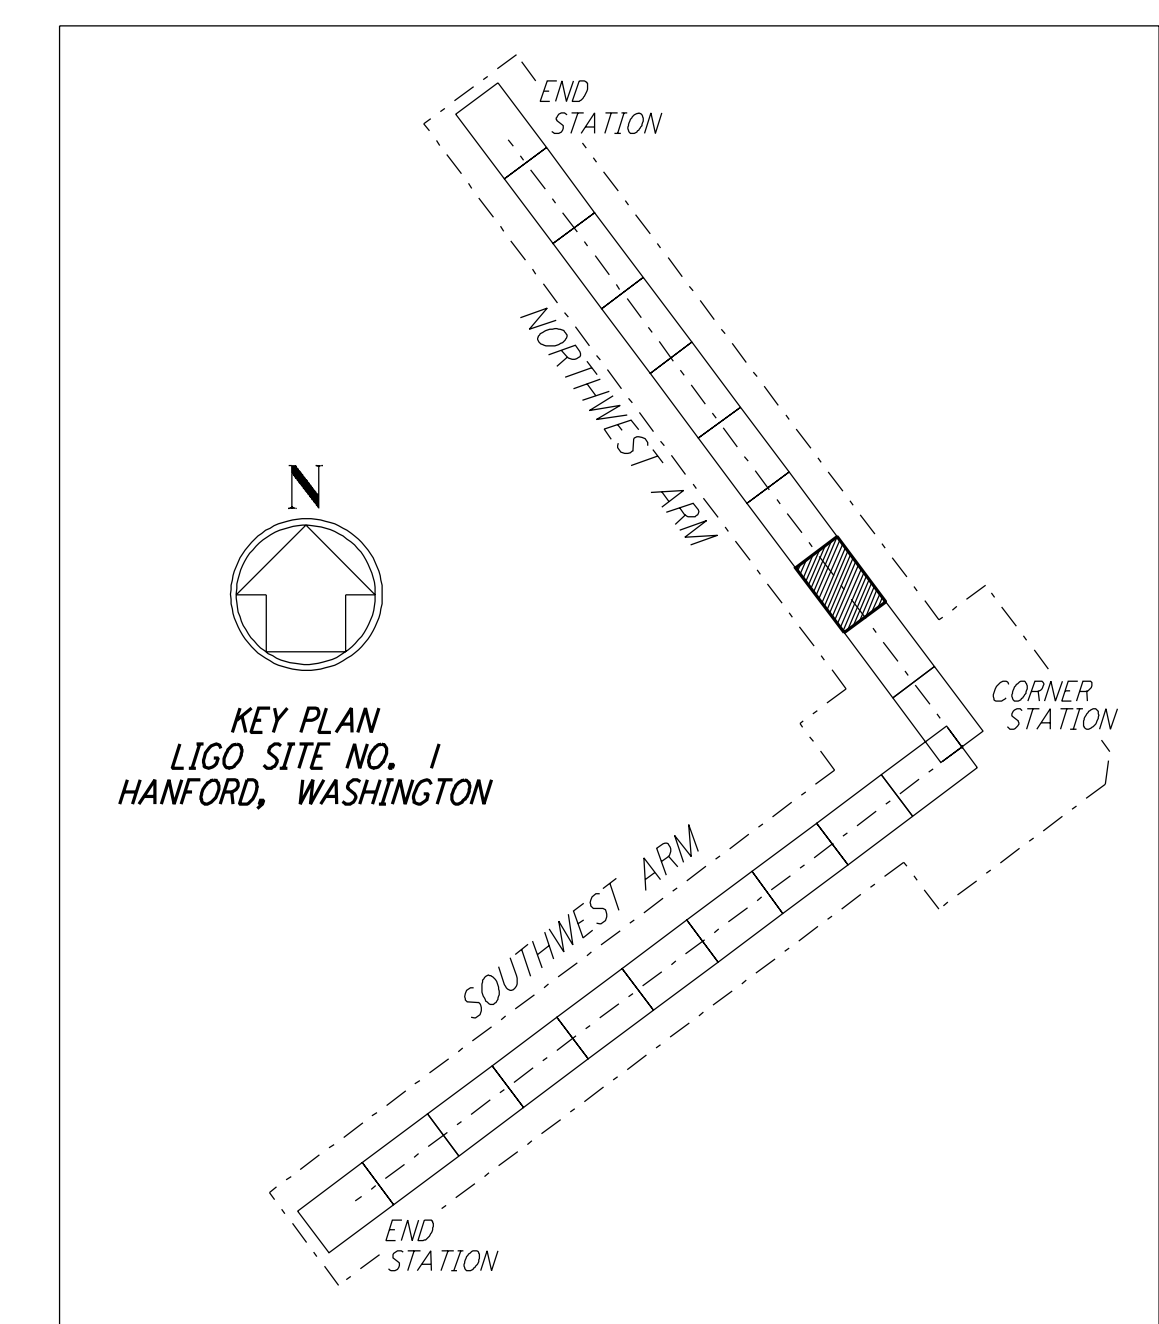 END
STATION
NORTHWEST ARM
N
KEY PLAN
LIGO SITE NO. 1
HANFORD, WASHINGTON
CORNER
STATION
SOUTHWEST ARM
END
STATION